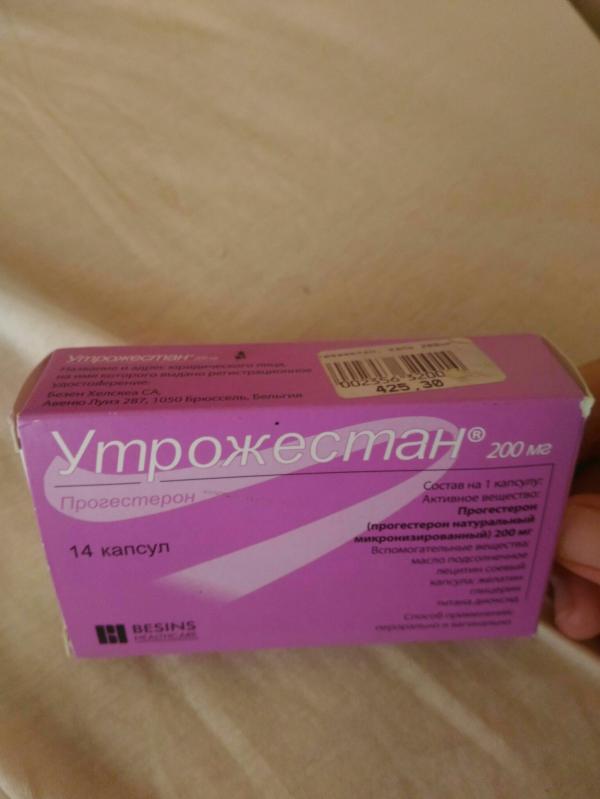 Утрожестан® 200 мг
Название и адрес юридического лица,
на имя которого выдано регистрационное
удостоверение:
Безен Хелскеа СА,
Авеню Луиз 287, 1050 Брюссель, Бельгия
425,30
Утрожестан® 200 мг
Прогестерон
14 капсул
Состав на 1 капсулу:
Активное вещество:
Прогестерон
(прогестерон натуральный
микронизированный) 200 мг
Вспомогательные вещества:
масло подсолнечное
лецитин соевый
капсула: желатин
глицерин
титана диоксид
Способ применения:
перорально и вагинально
BESINS
HEALTHCARE